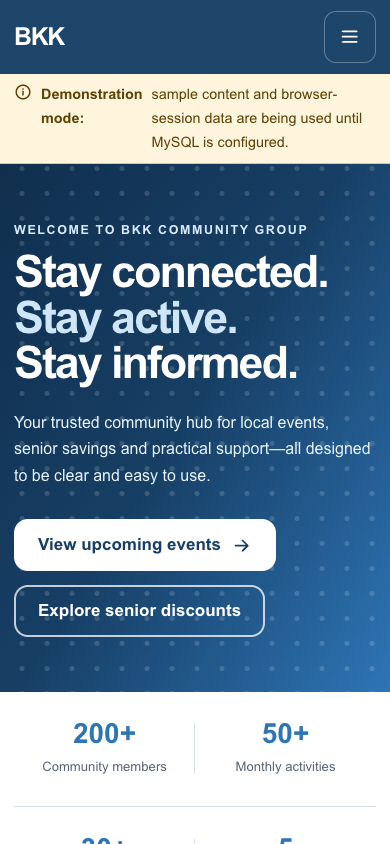 BKK
Demonstration mode: sample content and browser-
session data are being used until
MySQL is configured.
WELCOME TO BKK COMMUNITY GROUP
Stay connected.
Stay active.
Stay informed.
Your trusted community hub for local events,
senior savings and practical support—all designed
to be clear and easy to use.
View upcoming events →
Explore senior discounts
200+
Community members
50+
Monthly activities